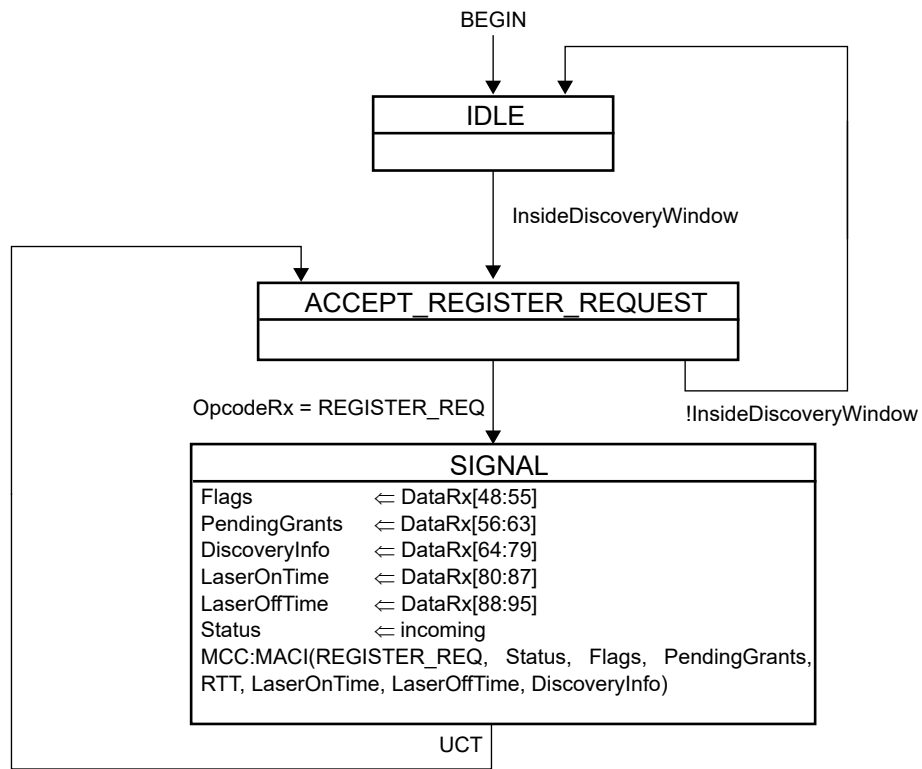 BEGIN
IDLE
InsideDiscoveryWindow
ACCEPT_REGISTER_REQUEST
OpcodeRx = REGISTER_REQ
!InsideDiscoveryWindow
SIGNAL
Flags ⇐ DataRx[48:55]
PendingGrants ⇐ DataRx[56:63]
DiscoveryInfo ⇐ DataRx[64:79]
LaserOnTime ⇐ DataRx[80:87]
LaserOffTime ⇐ DataRx[88:95]
Status ⇐ incoming
MCC:MACI(REGISTER_REQ, Status, Flags, PendingGrants,
RTT, LaserOnTime, LaserOffTime, DiscoveryInfo)
UCT